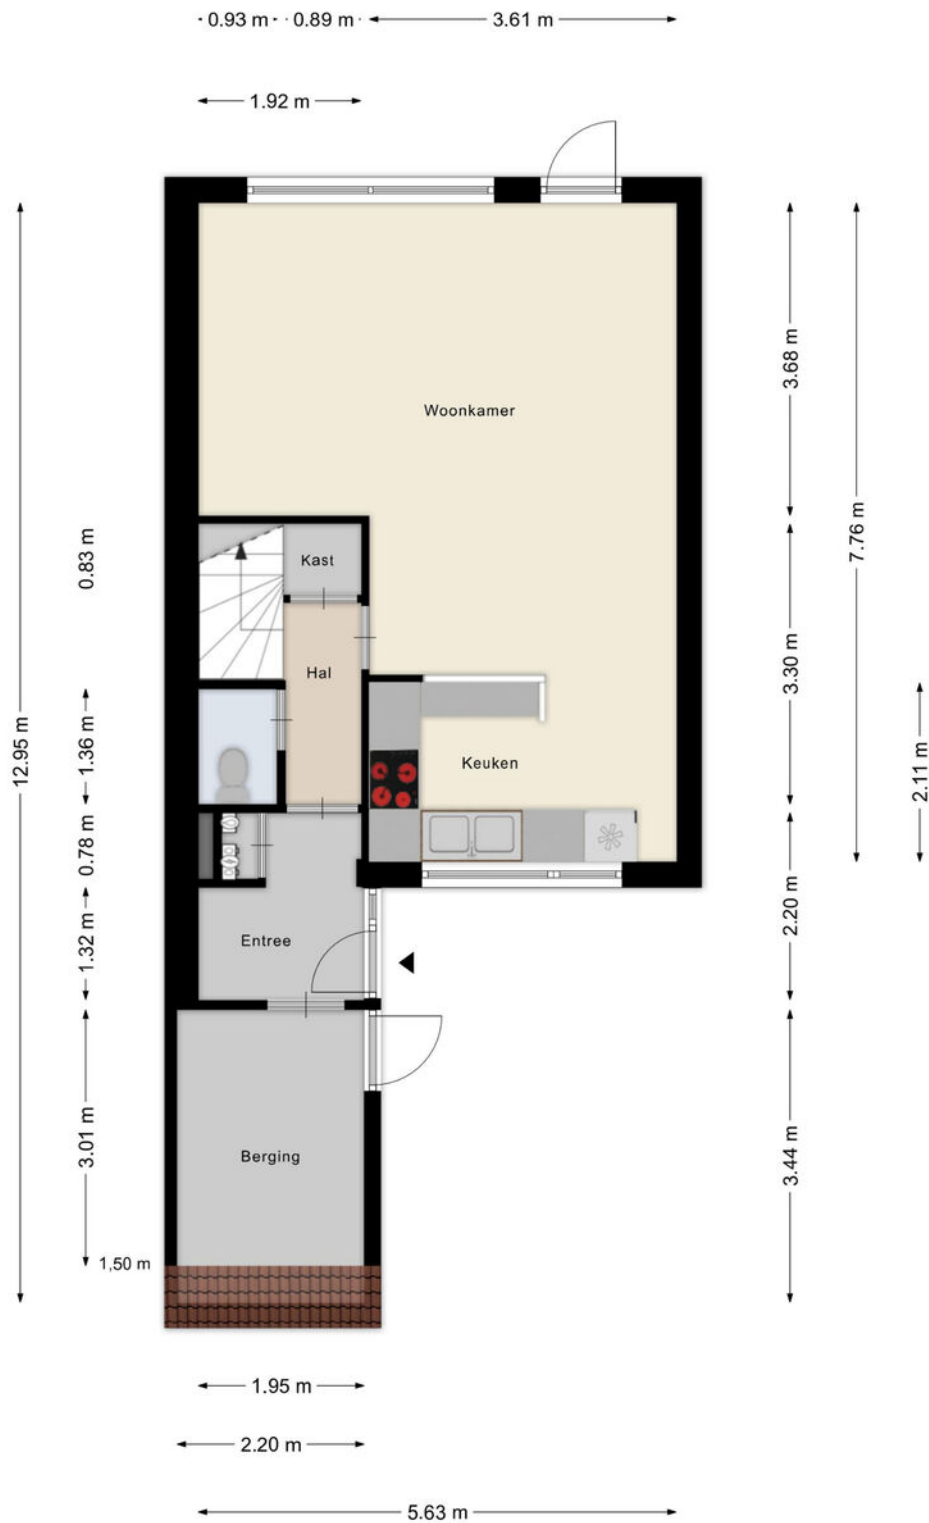 0.93 m 0.89 m 3.61 m
1.92 m
3.68 m
Woonkamer
7.76 m
0.83 m
Kast
3.30 m
Hal
12.95 m
1.36 m
Keuken
2.11 m
0.78 m
2.20 m
1.32 m
Entree
3.01 m
Berging
3.44 m
1,50 m
1.95 m
2.20 m
5.63 m